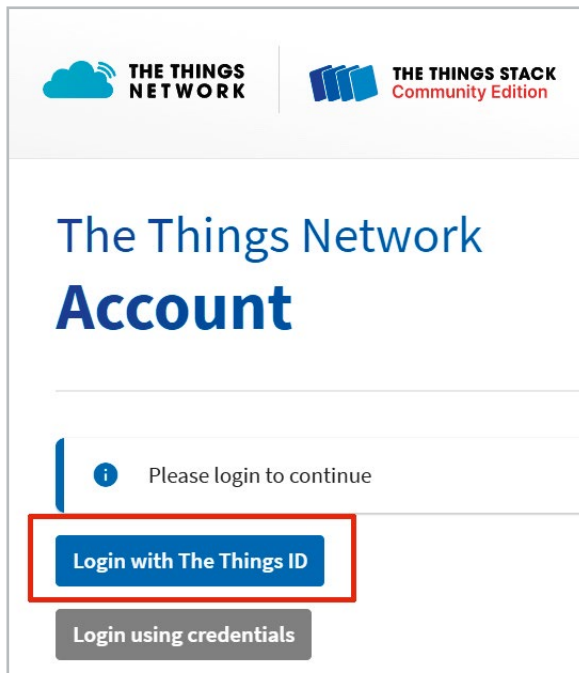 THE THINGS
NETWORK
THE THINGS STACK
Community Edition
The Things Network
Account
Please login to continue
Login with The Things ID
Login using credentials